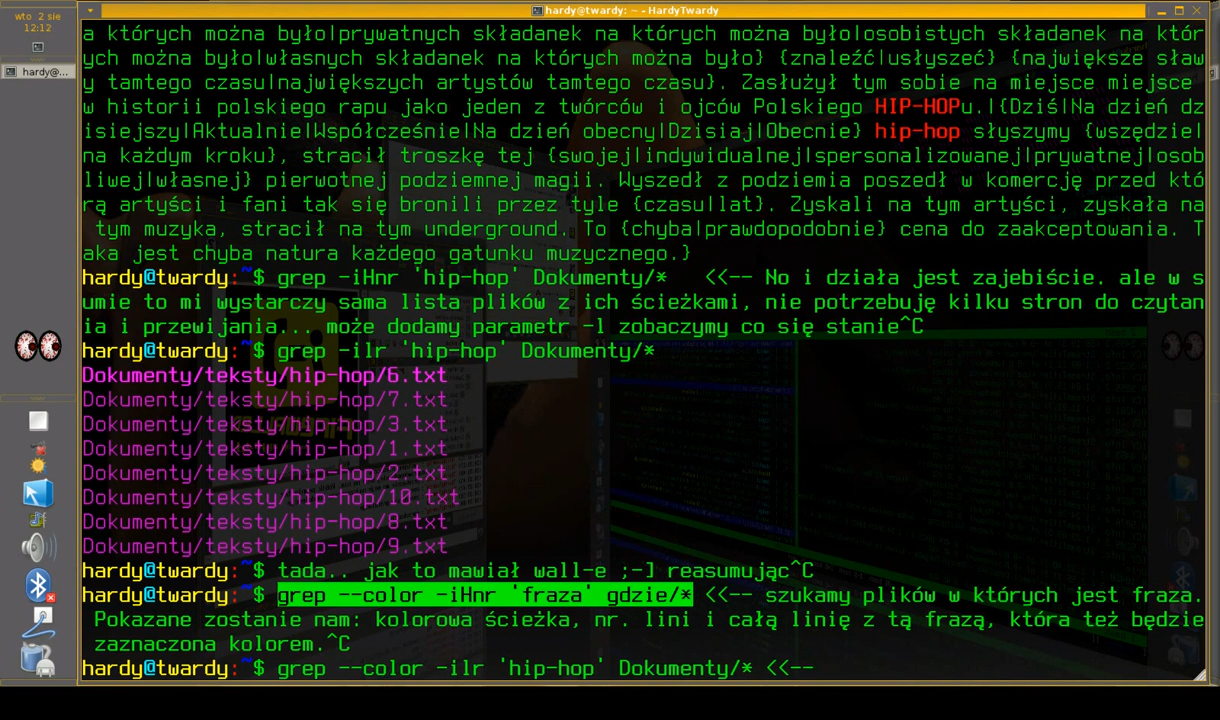 wto 2 sie
12:12
hardy@...
hardy@twardy: ~ - HardyTwardy
a których można było|prywatnych składanek na których można było|osobistych składanek na któr
ych można było|własnych składanek na których można było} {znaleźć|usłyszeć} {największe sław
y tamtego czasu|największych artystów tamtego czasu}. Zasłużył tym sobie na miejsce miejsce
w historii polskiego rapu jako jeden z twórców i ojców Polskiego HIP-HOPu.|{Dziś|Na dzień dz
isiejszy|Aktualnie|Współcześnie|Na dzień obecny|Dzisiaj|Obecnie} hip-hop słyszymy {wszędzie|
na każdym kroku}, stracił troszkę tej {swojej|indywidualnej|spersonalizowanej|prywatnej|osob
liwej|własnej} pierwotnej podziemnej magii. Wyszedł z podziemia poszedł w komercję przed któ
rą artyści i fani tak się bronili przez tyle {czasu|lat}. Zyskali na tym artyści, zyskała na
tym muzyka, stracił na tym underground. To {chyba|prawdopodobnie} cena do zaakceptowania. T
aka jest chyba natura każdego gatunku muzycznego.}
hardy@twardy:~$ grep -iHnr 'hip-hop' Dokumenty/* <<-- No i działa jest zajebiście. ale w s
umie to mi wystarczy sama lista plików z ich ścieżkami, nie potrzebuję kilku stron do czytan
ia i przewijania... może dodamy parametr -l zobaczymy co się stanie^C
hardy@twardy:~$ grep -ilr 'hip-hop' Dokumenty/*
Dokumenty/teksty/hip-hop/6.txt
Dokumenty/teksty/hip-hop/7.txt
Dokumenty/teksty/hip-hop/3.txt
Dokumenty/teksty/hip-hop/1.txt
Dokumenty/teksty/hip-hop/2.txt
Dokumenty/teksty/hip-hop/10.txt
Dokumenty/teksty/hip-hop/8.txt
Dokumenty/teksty/hip-hop/9.txt
hardy@twardy:~$ tada.. jak to mawiał wall-e ;-] reasumując^C
hardy@twardy:~$ grep --color -iHnr 'fraza' gdzie/* <<-- szukamy plików w których jest fraza.
Pokazane zostanie nam: kolorowa ścieżka, nr. lini i całą linię z tą frazą, która też będzie
zaznaczona kolorem.^C
hardy@twardy:~$ grep --color -ilr 'hip-hop' Dokumenty/* <<--